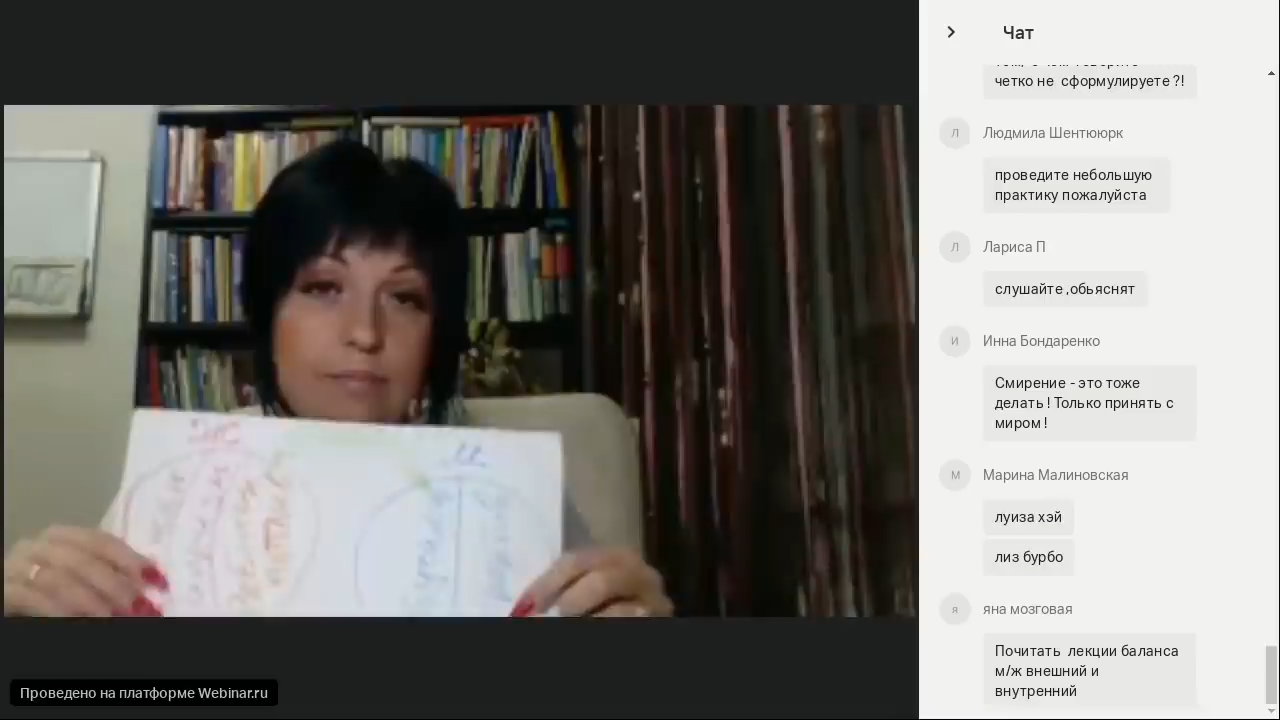 Чат
четко не сформулируете ?!
Л
Людмила Шентююрк
проведите небольшую
практику пожалуйста
Л
Лариса П
слушайте ,обьяснят
И
Инна Бондаренко
Смирение - это тоже
делать ! Только принять с
миром !
М
Марина Малиновская
луиза хэй
лиз бурбо
я
яна мозговая
Почитать лекции баланса
м/ж внешний и
внутренний
Проведено на платформе Webinar.ru